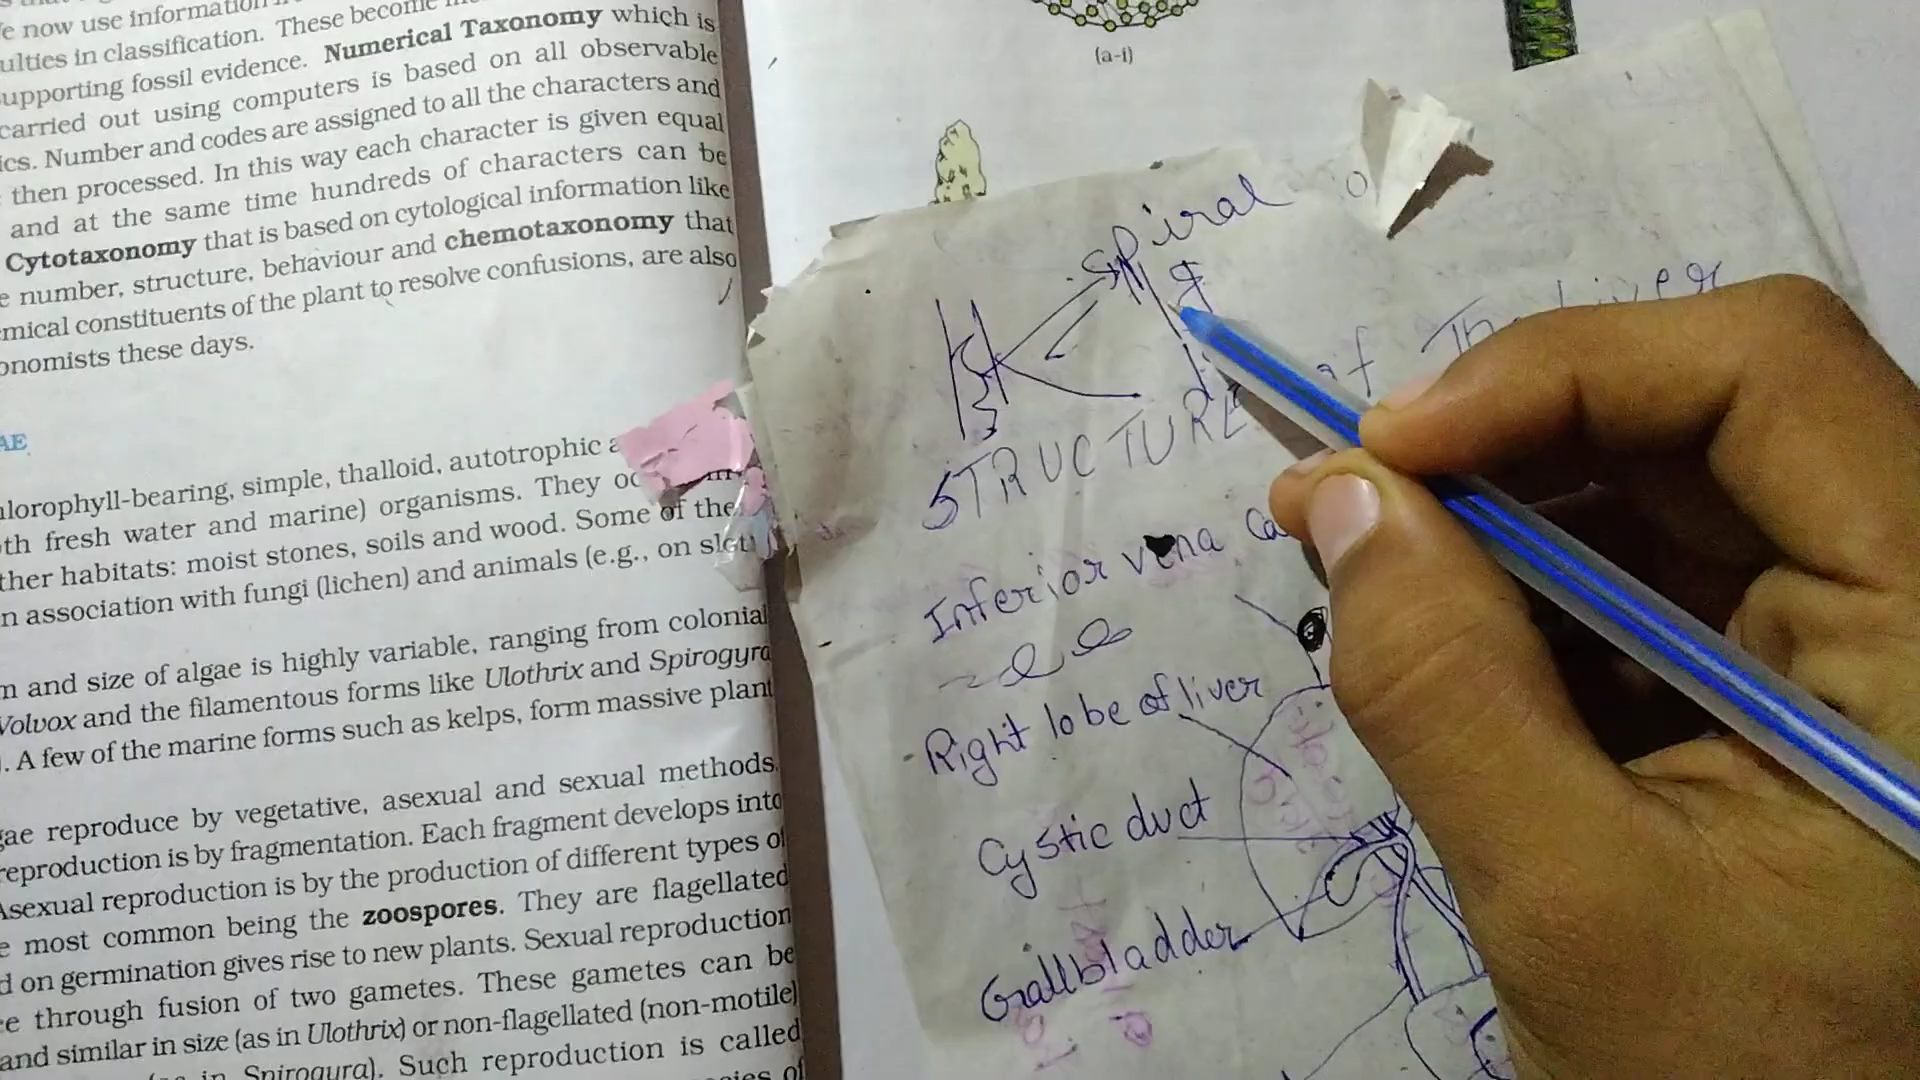 e now use information
ulties in classification. These become
upporting fossil evidence. Numerical Taxonomy which is
carried out using computers is based on all observable
ics. Number and codes are assigned to all the characters and
then processed. In this way each character is given equal
and at the same time hundreds of characters can be
Cytotaxonomy that is based on cytological information like
e number, structure, behaviour and chemotaxonomy that
mical constituents of the plant to resolve confusions, are also
onomists these days.
AE
hlorophyll-bearing, simple, thalloid, autotrophic a
th fresh water and marine) organisms. They oc
ther habitats: moist stones, soils and wood. Some of the
n association with fungi (lichen) and animals (e.g., on slot
m and size of algae is highly variable, ranging from colonial
Volvox and the filamentous forms like Ulothrix and Spirogyra
). A few of the marine forms such as kelps, form massive plant
gae reproduce by vegetative, asexual and sexual methods.
reproduction is by fragmentation. Each fragment develops into
Asexual reproduction is by the production of different types of
e most common being the zoospores. They are flagellated
d on germination gives rise to new plants. Sexual reproduction
e through fusion of two gametes. These gametes can be
and similar in size (as in Ulothrix) or non-flagellated (non-motile)
in Spirogyra). Such reproduction is called
(a-i)
Spiral
STRUCTURE of The Liver
Inferior vena Ca
Right lobe of liver
Cystic duct
Gallbladder